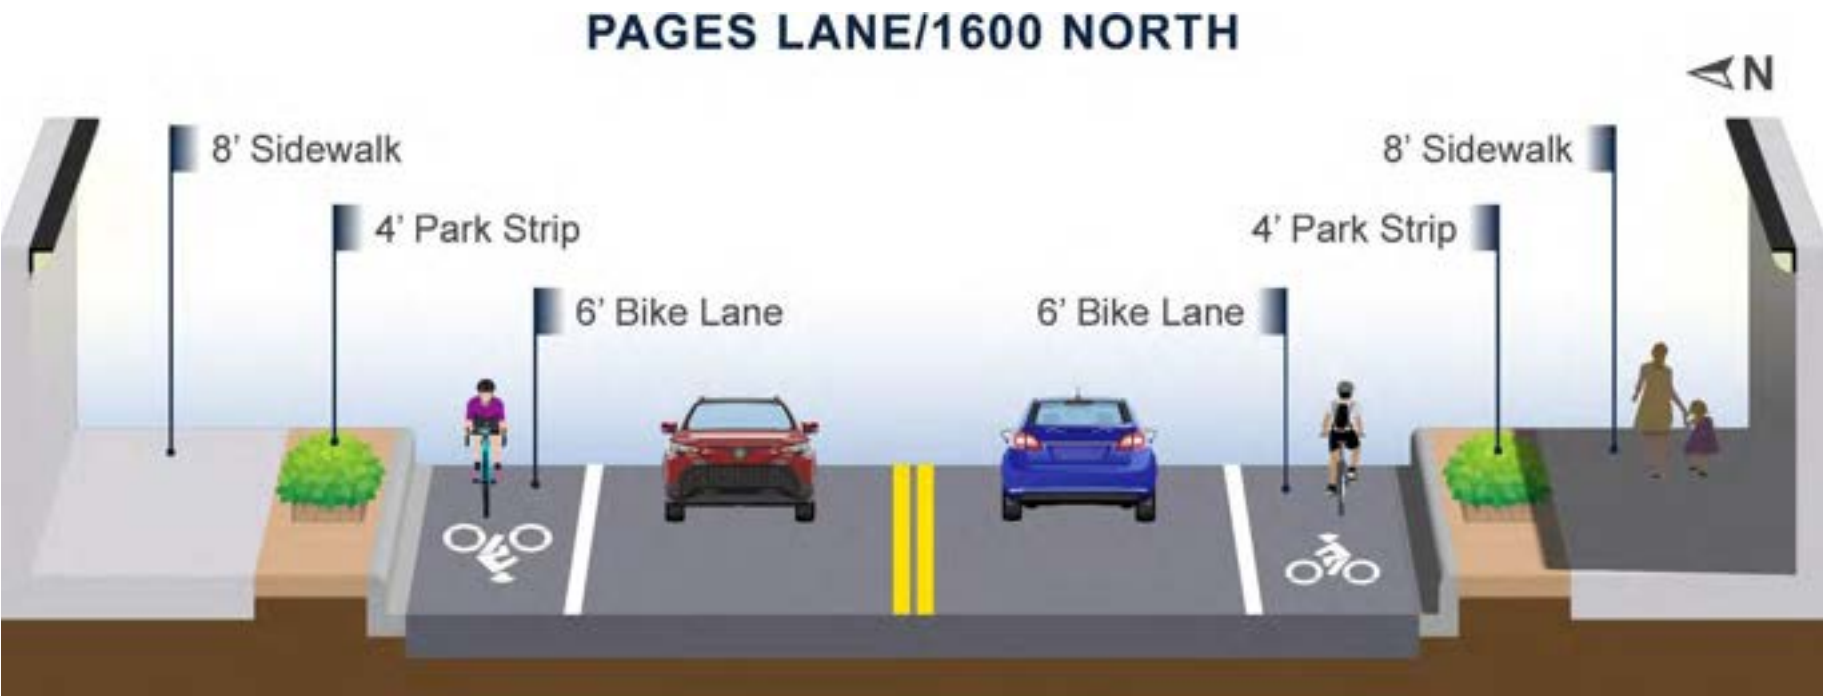 PAGES LANE/1600 NORTH
N
8’ Sidewalk
8’ Sidewalk
4’ Park Strip
4’ Park Strip
6’ Bike Lane
6’ Bike Lane